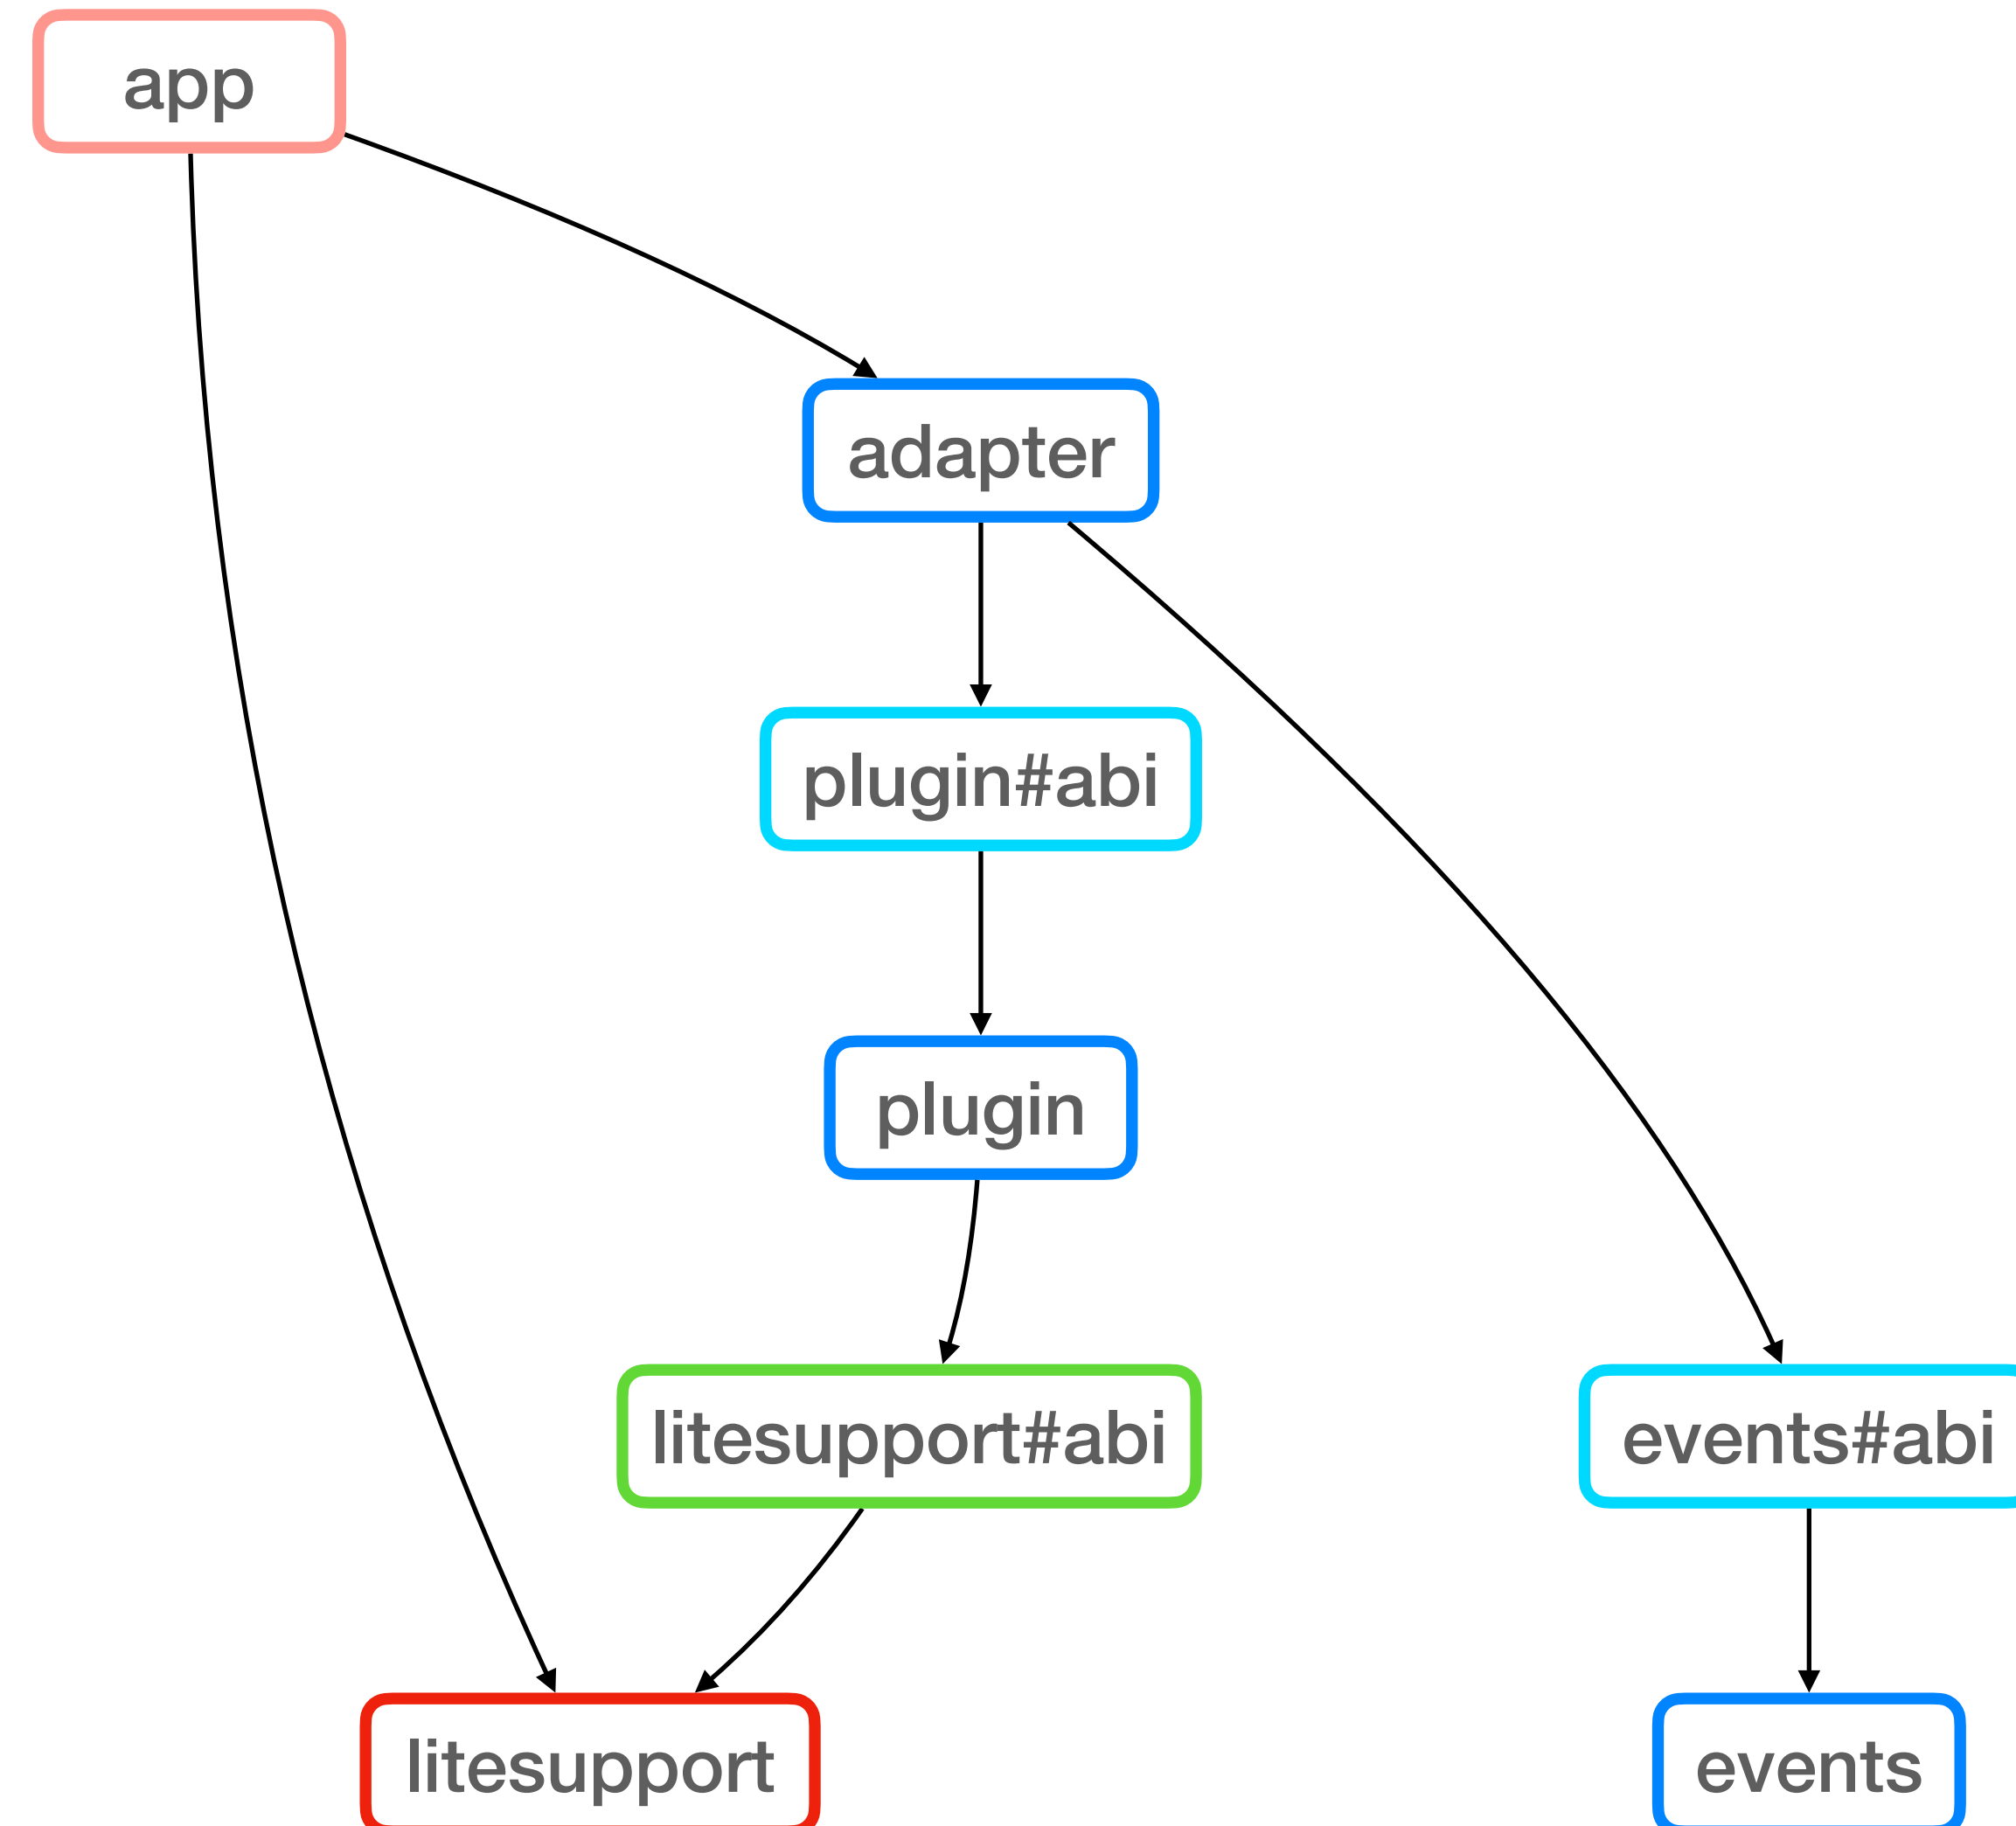 app
adapter
plugin#abi
plugin
litesupport#abi
events#abi
litesupport
events